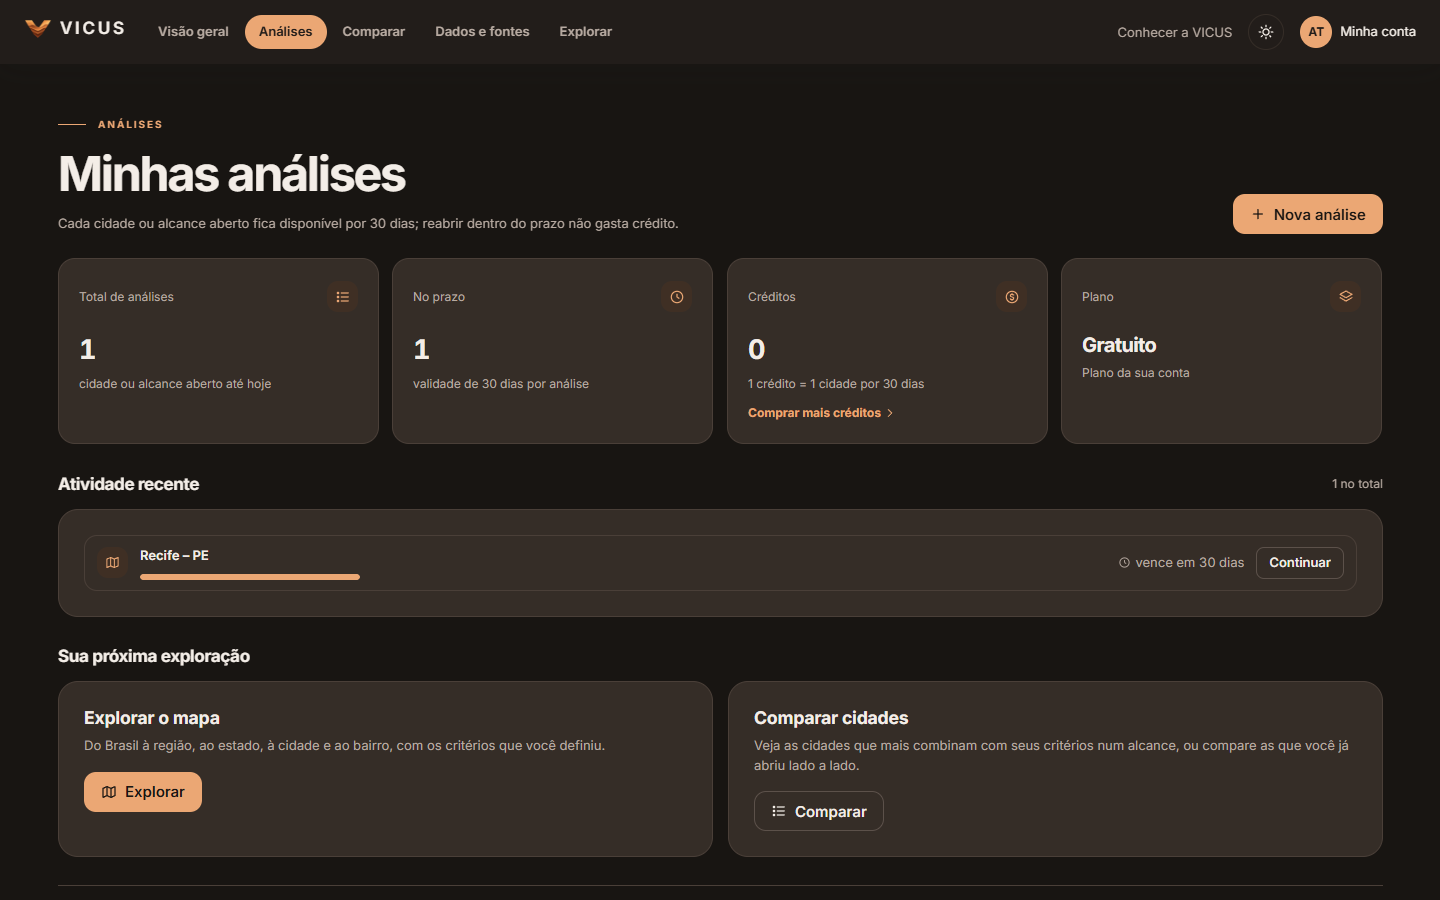 VICUS
Visão geral
Análises
Comparar
Dados e fontes
Explorar
Conhecer a VICUS
AT
Minha conta
ANÁLISES
Minhas análises
Cada cidade ou alcance aberto fica disponível por 30 dias; reabrir dentro do prazo não gasta crédito.
+ Nova análise
Total de análises
1
cidade ou alcance aberto até hoje
No prazo
1
validade de 30 dias por análise
Créditos
0
1 crédito = 1 cidade por 30 dias
Comprar mais créditos
Plano
Gratuito
Plano da sua conta
Atividade recente
1 no total
Recife – PE
vence em 30 dias
Continuar
Sua próxima exploração
Explorar o mapa
Do Brasil à região, ao estado, à cidade e ao bairro, com os critérios que você definiu.
Explorar
Comparar cidades
Veja as cidades que mais combinam com seus critérios num alcance, ou compare as que você já
abriu lado a lado.
Comparar